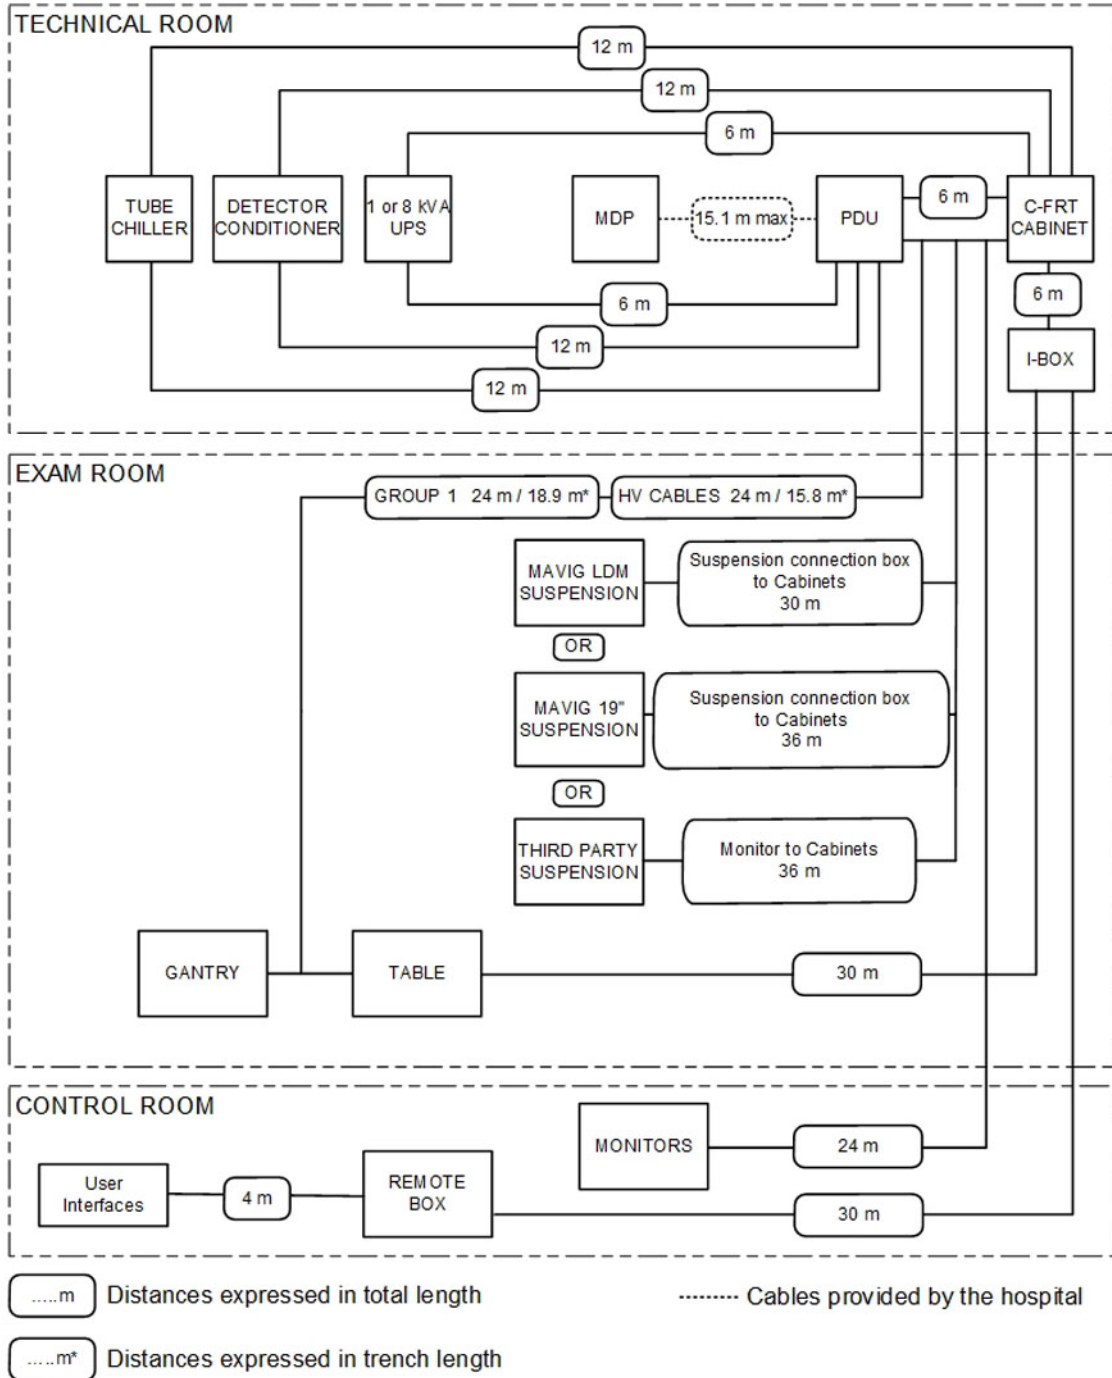 TECHNICAL ROOM
12 m
12 m
6 m
TUBE
CHILLER
DETECTOR
CONDITIONER
1 or 8 kVA
UPS
MDP
15.1 m max
PDU
6 m
C-FRT
CABINET
6 m
6 m
12 m
I-BOX
12 m
EXAM ROOM
GROUP 1 24 m / 18.9 m*
HV CABLES 24 m / 15.8 m*
MAVIG LDM
SUSPENSION
Suspension connection box
to Cabinets
30 m
OR
MAVIG 19"
SUSPENSION
Suspension connection box
to Cabinets
36 m
OR
THIRD PARTY
SUSPENSION
Monitor to Cabinets
36 m
GANTRY
TABLE
30 m
CONTROL ROOM
MONITORS
24 m
User
Interfaces
4 m
REMOTE
BOX
30 m
.....m
Distances expressed in total length
Cables provided by the hospital
.....m*
Distances expressed in trench length